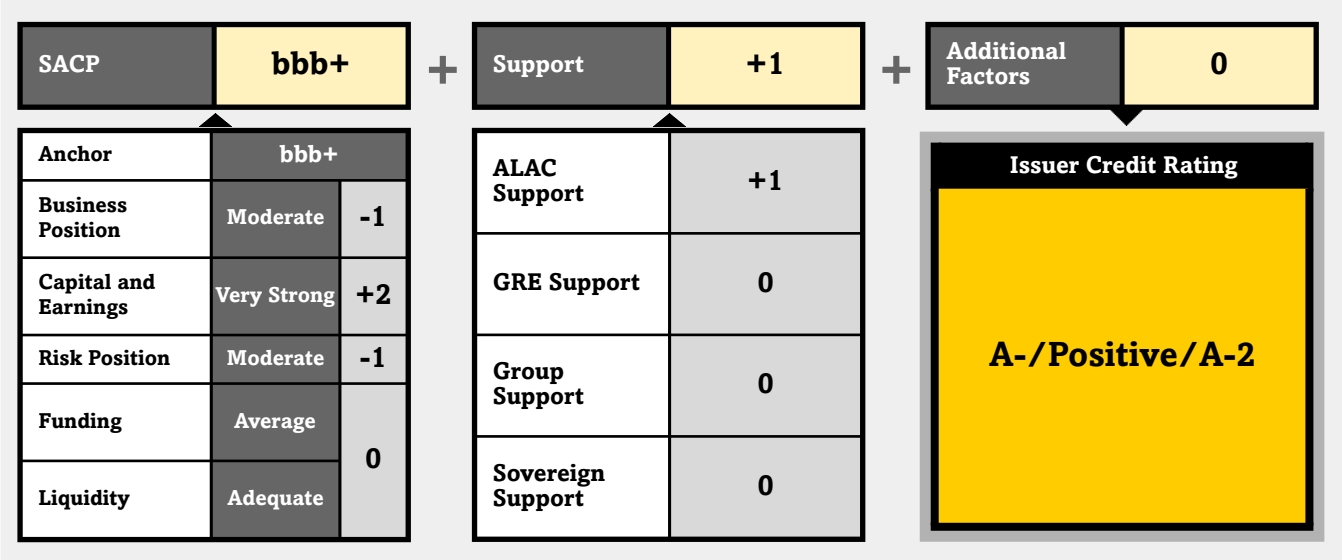 SACP
bbb+
+
Support
+1
+
Additional
Factors
0
Anchor
bbb+
Business
Position
Moderate
-1
Capital and
Earnings
Very Strong
+2
Risk Position
Moderate
-1
Funding
Average
0
Liquidity
Adequate
ALAC
Support
+1
GRE Support
0
Group
Support
0
Sovereign
Support
0
Issuer Credit Rating
A-/Positive/A-2